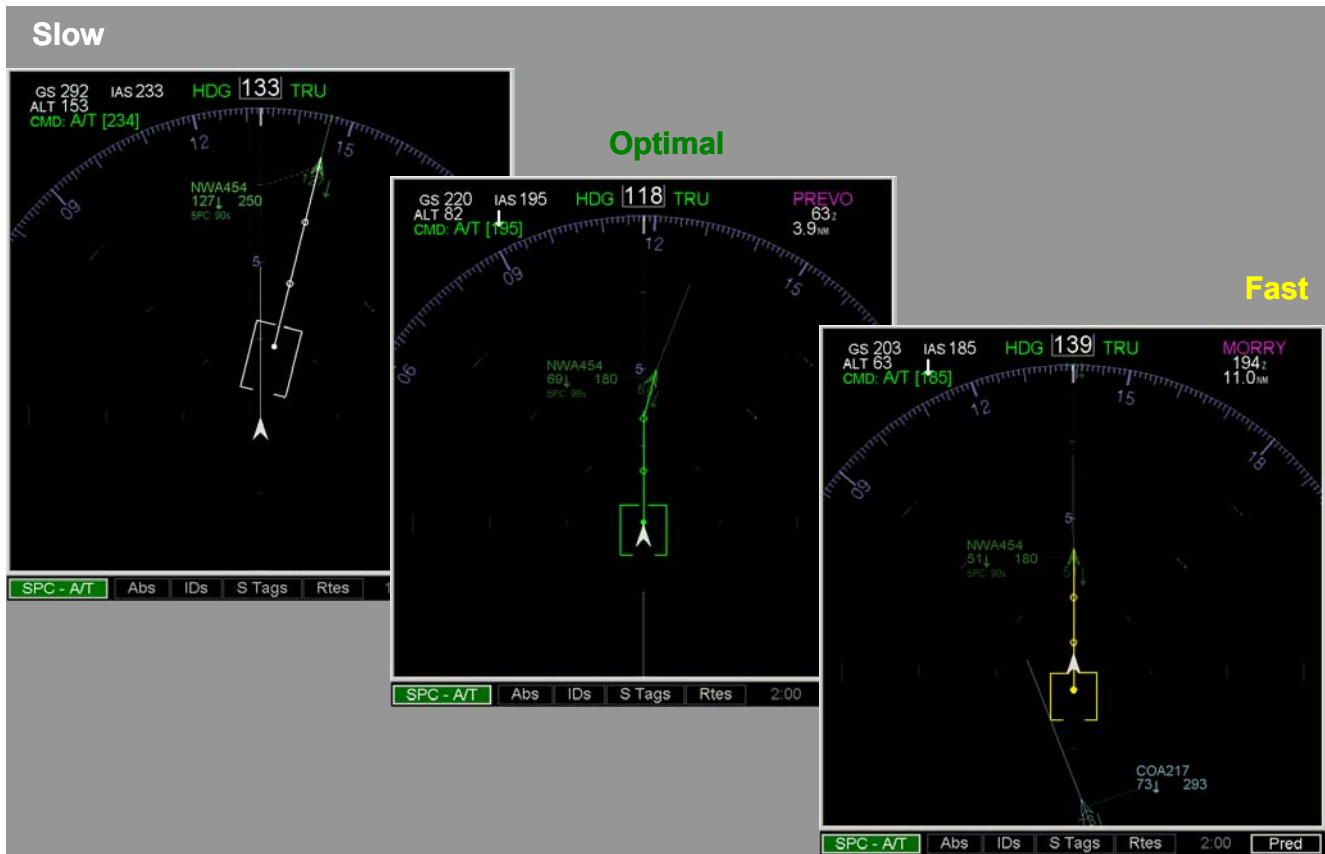 Slow
GS 292 IAS 233 HDG 133 TRU
ALT 153
CMD: A/T [234]
12
15
09
NWA454
127↓ 250
SPC: 90s
5
SPC - A/T Abs IDs S Tags Rtes
Optimal
GS 220 IAS 195 HDG 118 TRU PREVO
ALT 82 63z
CMD: A/T [195] 3.9NM
12
09
15
06
NWA454
69↓ 180
SPC: 90s
5
SPC - A/T Abs IDs S Tags Rtes 2:00
Fast
GS 203 IAS 185 HDG 139 TRU MORRY
ALT 63 194z
CMD: A/T [185] 11.0NM
12
15
18
09
5
NWA454
51↓ 180
SPC: 90s
COA217
73↓ 293
SPC - A/T Abs IDs S Tags Rtes 2:00 Pred